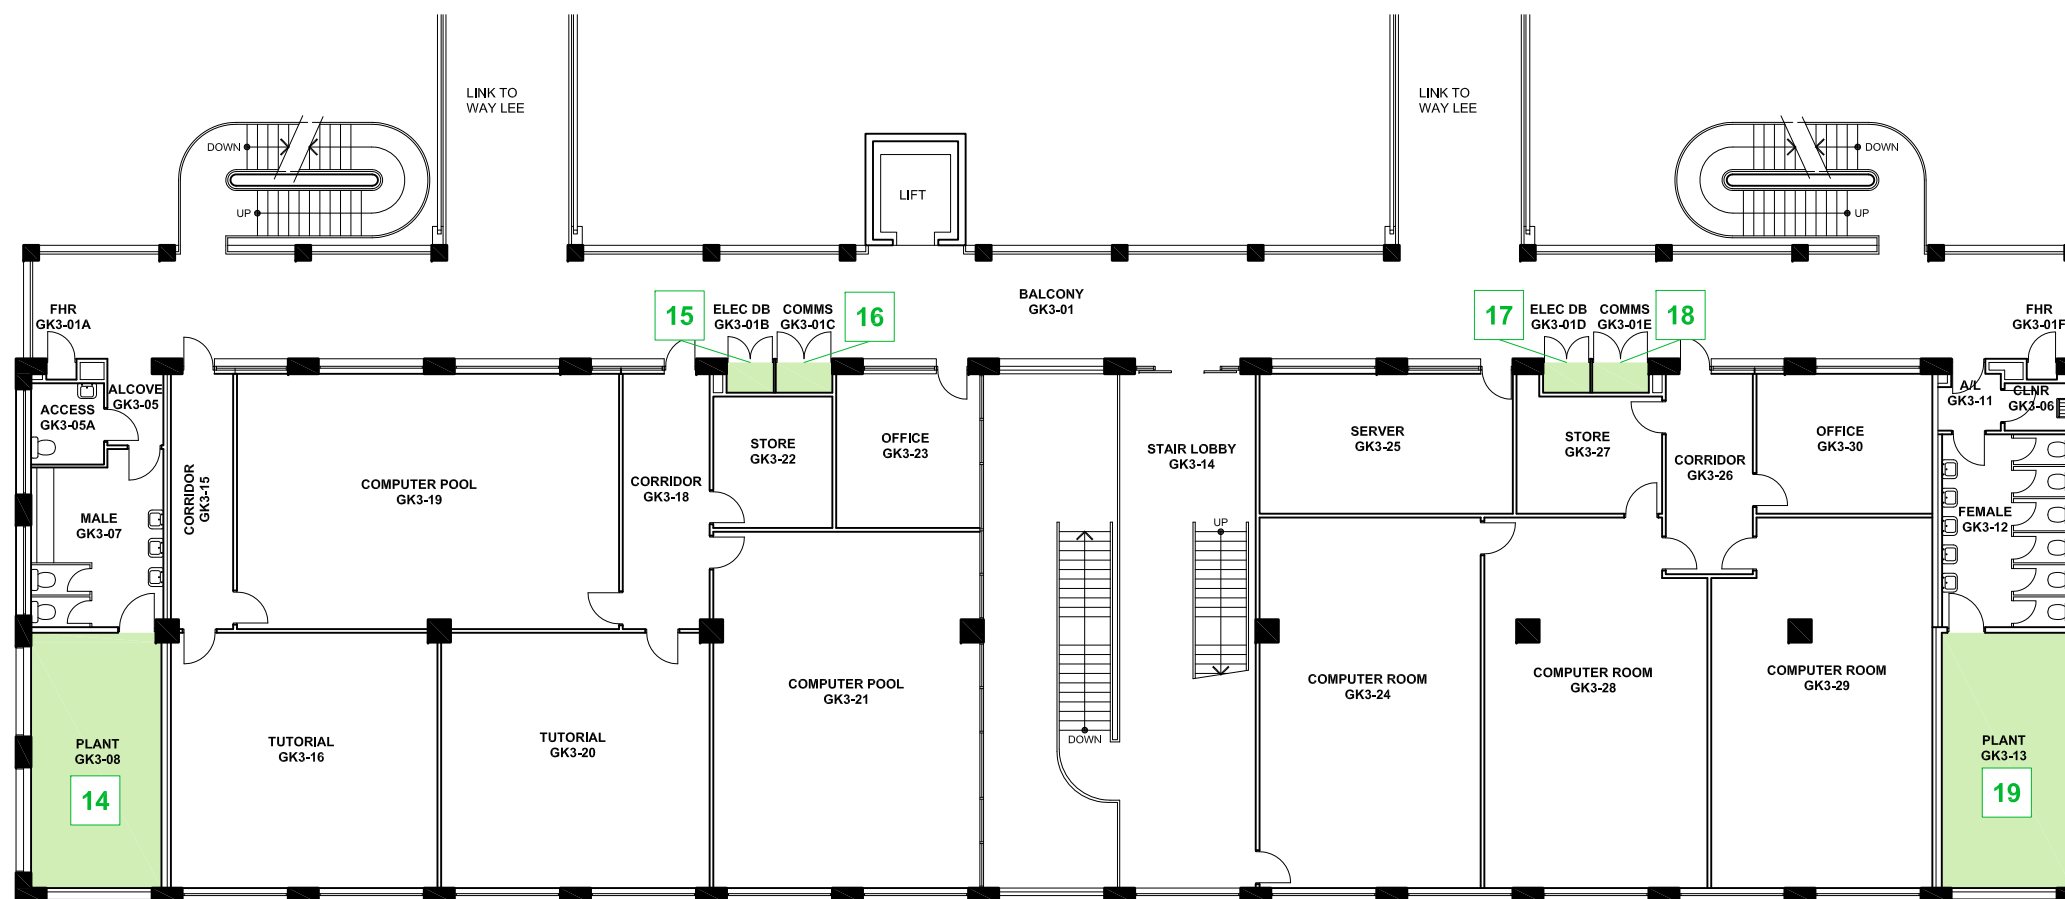 LINK TO
WAY LEE
LINK TO
WAY LEE
DOWN
UP
LIFT
DOWN
UP
FHR
GK3-01A
15
ELEC DB
GK3-01B
COMMS
GK3-01C
16
BALCONY
GK3-01
17
ELEC DB
GK3-01D
COMMS
GK3-01E
18
FHR
GK3-01F
ALCOVE
GK3-05
ACCESS
GK3-05A
A/L
GK3-11
CLNR
GK3-06
CORRIDOR
GK3-15
COMPUTER POOL
GK3-19
CORRIDOR
GK3-18
STORE
GK3-22
OFFICE
GK3-23
STAIR LOBBY
GK3-14
SERVER
GK3-25
STORE
GK3-27
CORRIDOR
GK3-26
OFFICE
GK3-30
MALE
GK3-07
FEMALE
GK3-12
UP
DOWN
PLANT
GK3-08
14
TUTORIAL
GK3-16
TUTORIAL
GK3-20
COMPUTER POOL
GK3-21
COMPUTER ROOM
GK3-24
COMPUTER ROOM
GK3-28
COMPUTER ROOM
GK3-29
PLANT
GK3-13
19